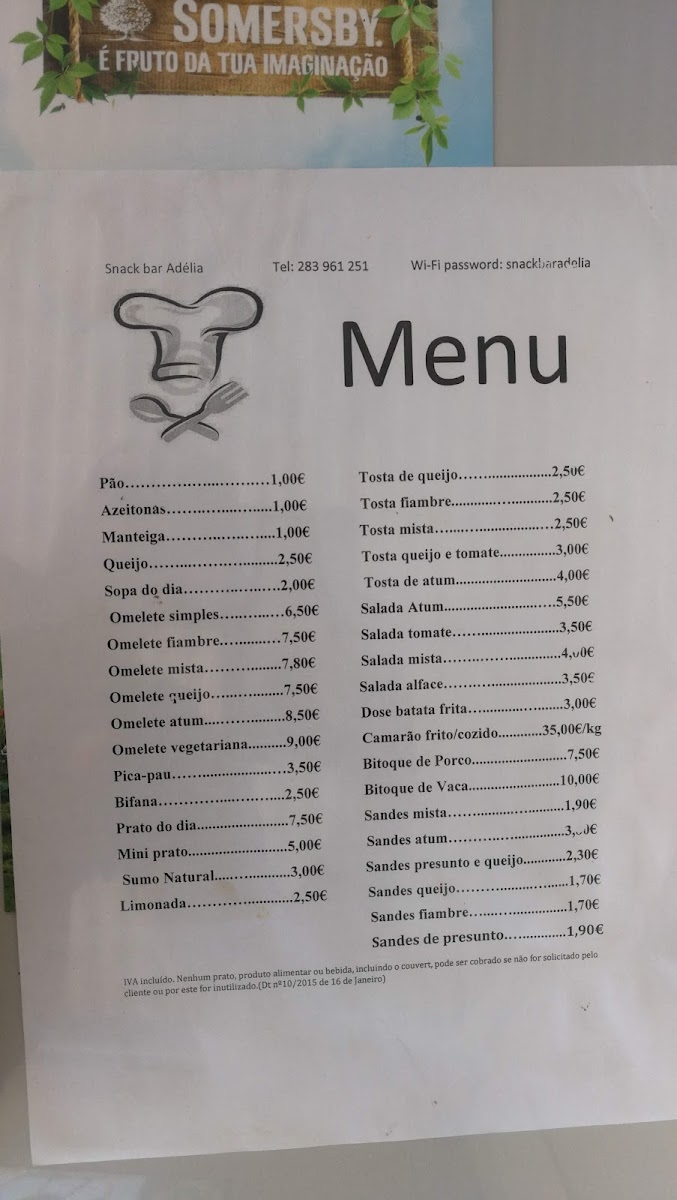 SOMERSBY.
É FRUTO DA TUA IMAGINAÇÃO
Snack bar Adélia Tel: 283 961 251 Wi-Fi password: snackbaradelia
Menu
Pão..............................1,00€
Azeitonas.......................1,00€
Manteiga........................1,00€
Queijo...........................2,50€
Sopa do dia....................2,00€
Omelete simples.............6,50€
Omelete fiambre.............7,50€
Omelete mista................7,80€
Omelete queijo...............7,50€
Omelete atum.................8,50€
Omelete vegetariana..........9,00€
Pica-pau.........................3,50€
Bifana...........................2,50€
Prato do dia.......................7,50€
Mini prato.........................5,00€
Sumo Natural..................3,00€
Limonada........................2,50€
Tosta de queijo.......................2,50€
Tosta fiambre.........................2,50€
Tosta mista...........................2,50€
Tosta queijo e tomate..............3,00€
Tosta de atum.........................4,00€
Salada Atum...........................5,50€
Salada tomate..........................3,50€
Salada mista...........................4,00€
Salada alface...........................3,50€
Dose batata frita......................3,00€
Camarão frito/cozido...........35,00€/kg
Bitoque de Porco........................7,50€
Bitoque de Vaca.......................10,00€
Sandes mista...........................1,90€
Sandes atum...........................
Sandes presunto e queijo...........2,30€
Sandes queijo..........................1,70€
Sandes fiambre........................1,70€
Sandes de presunto................1,90€
IVA incluído. Nenhum prato, produto alimentar ou bebida, incluindo o couvert, pode ser cobrado se não for solicitado pelo
cliente ou por este for inutilizado.(Dt nº10/2015 de 16 de Janeiro)